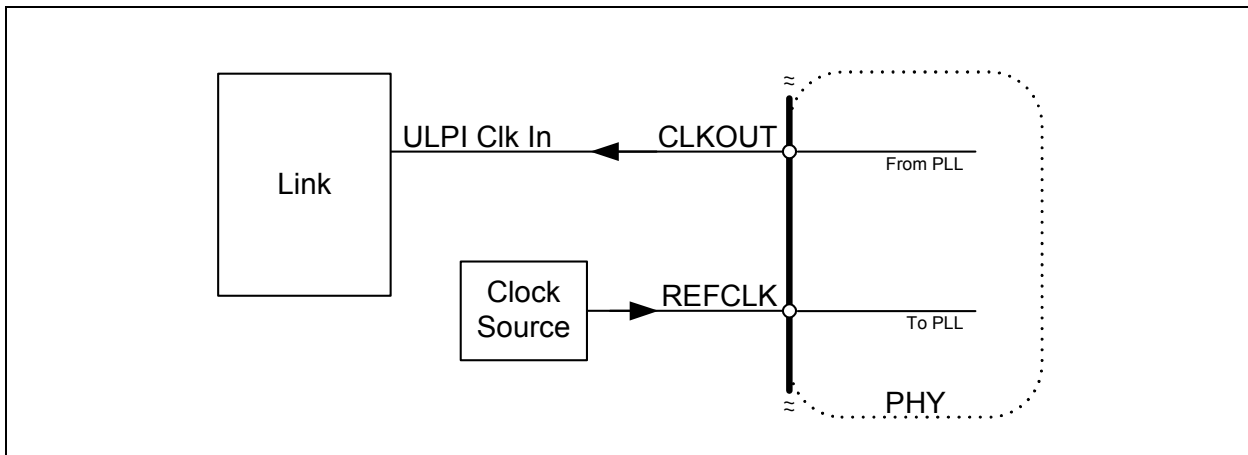 ULPI Clk In
CLKOUT
From PLL
Link
Clock
Source
REFCLK
To PLL
PHY